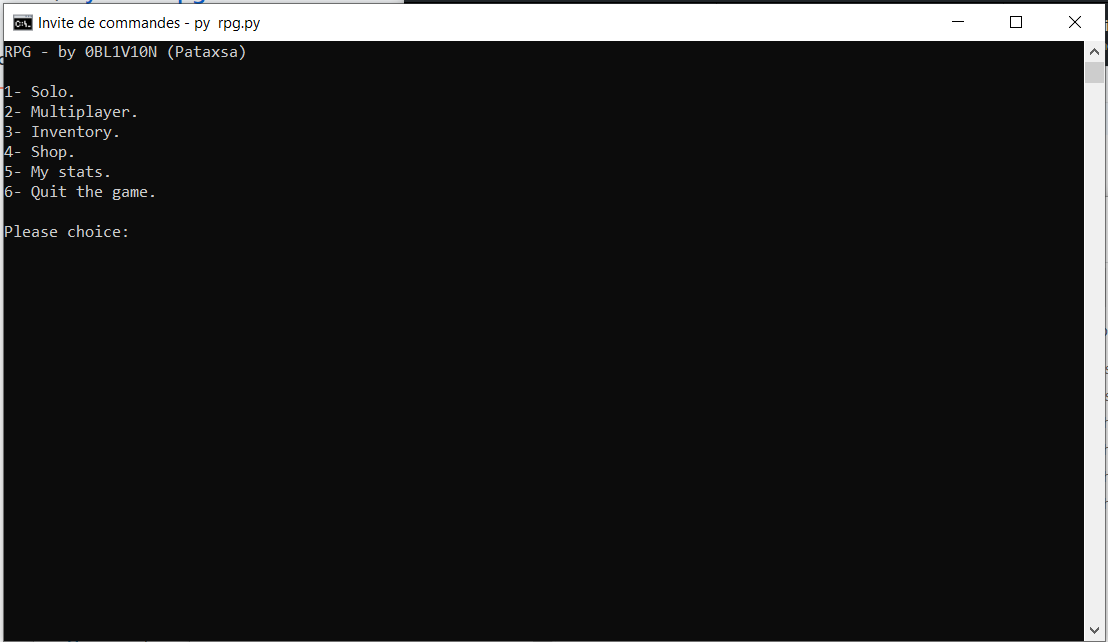 Invite de commandes - py  rpg.py
RPG - by 0BL1V10N (Pataxsa)
1- Solo.
2- Multiplayer.
3- Inventory.
4- Shop.
5- My stats.
6- Quit the game.
Please choice: